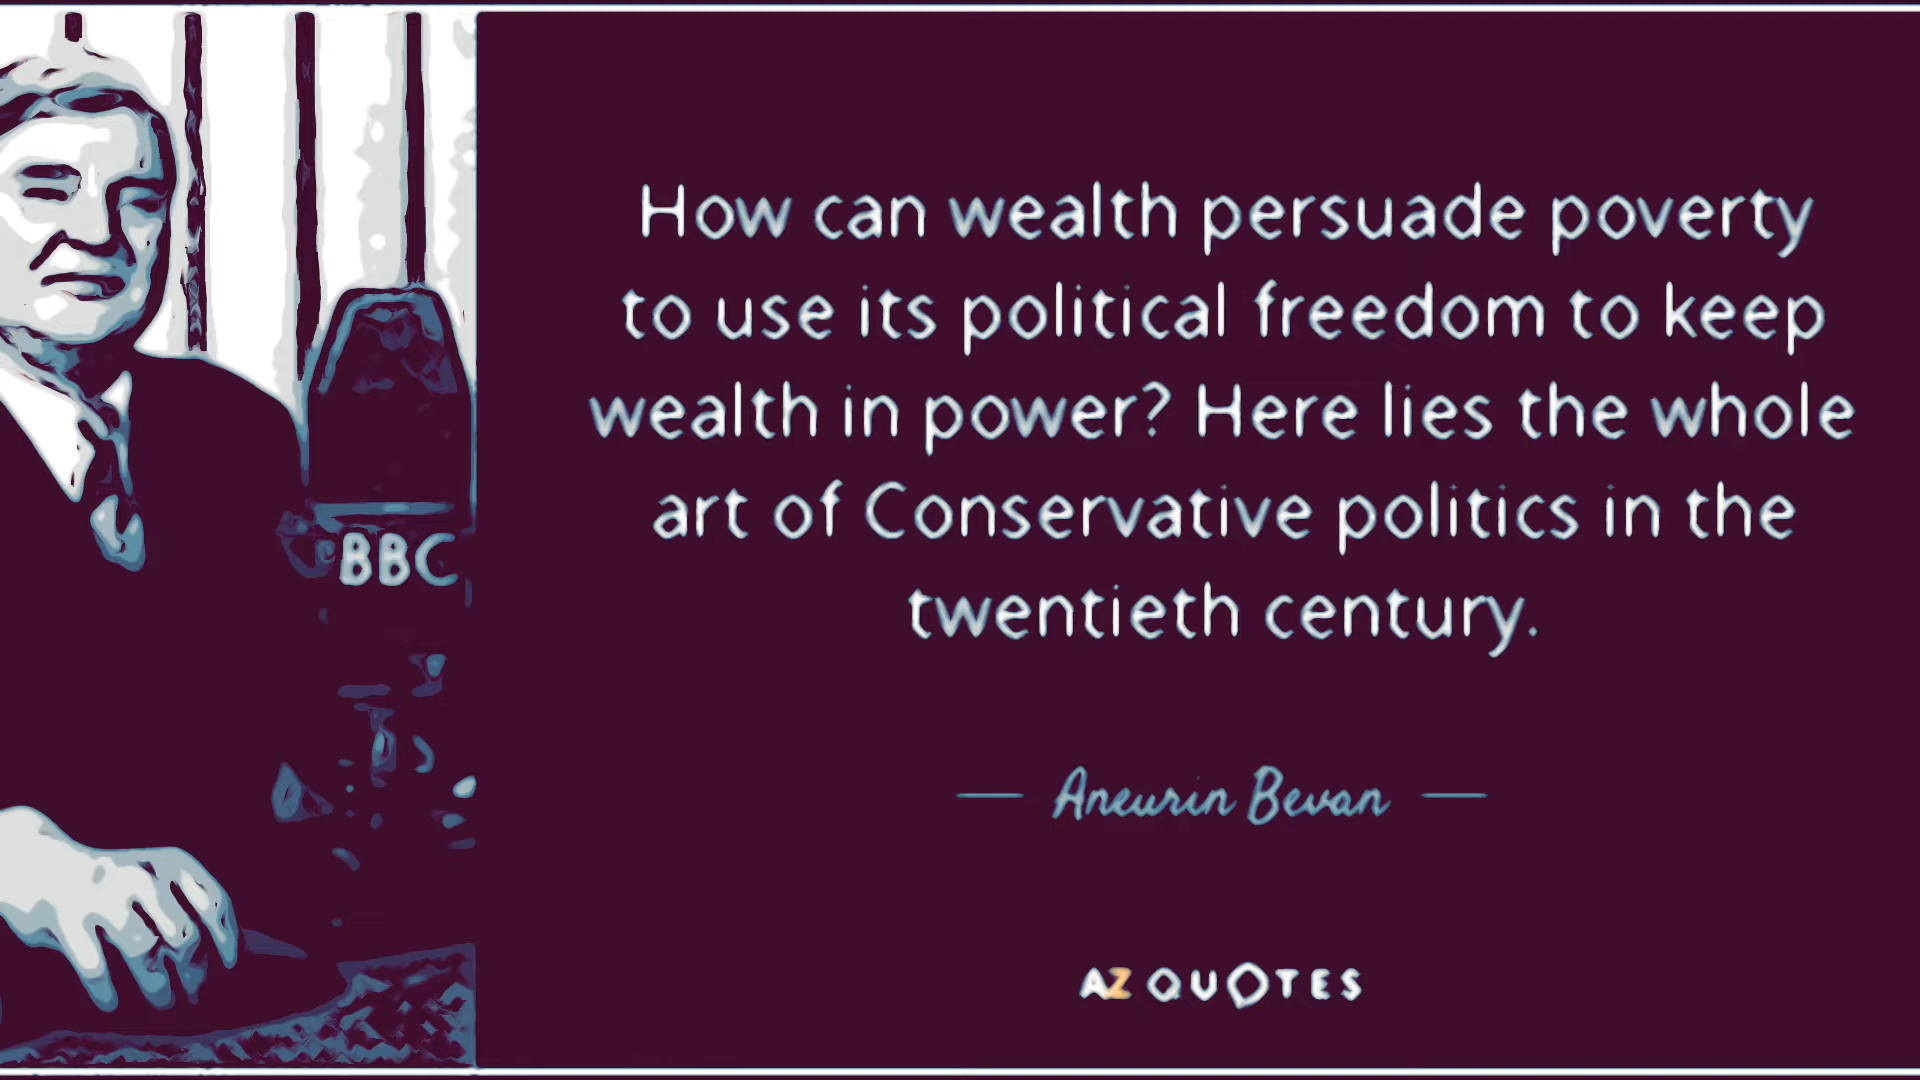 How can wealth persuade poverty
to use its political freedom to keep
wealth in power? Here lies the whole
art of Conservative politics in the
twentieth century.
Aneurin Bevan
AZ QUOTES
BBC